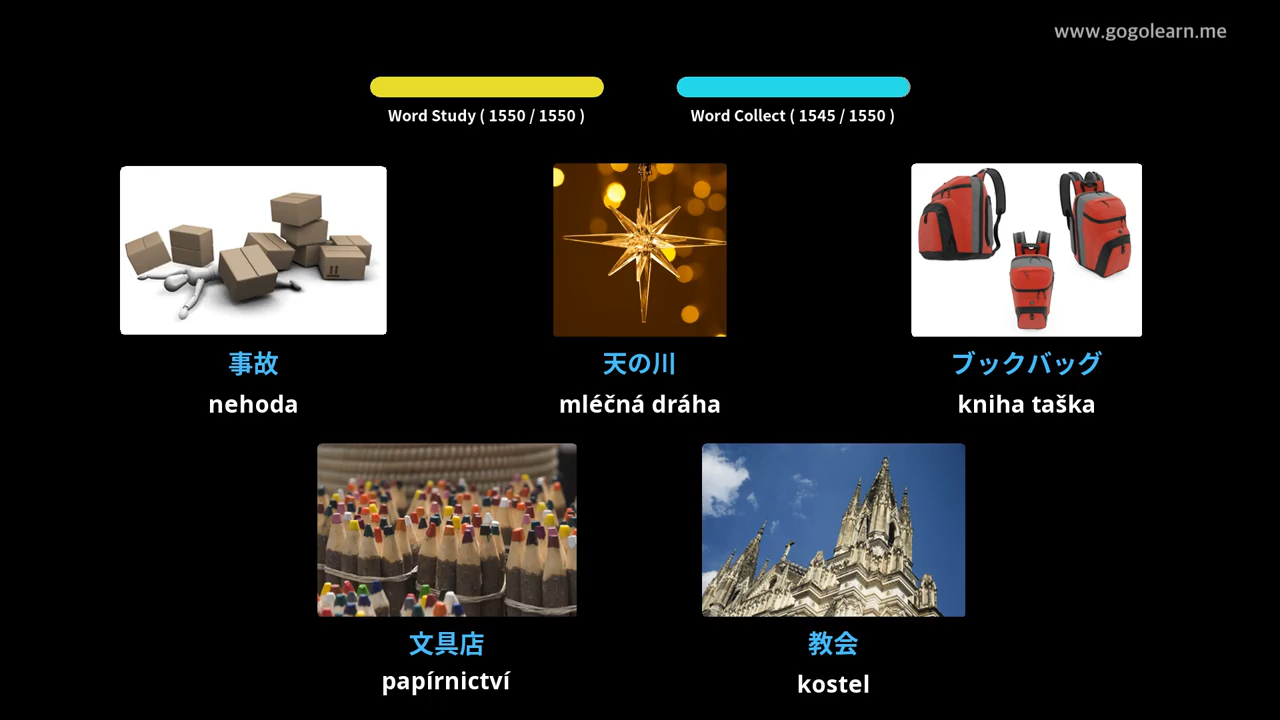 www.gogolearn.me
Word Study ( 1550 / 1550 )
Word Collect ( 1545 / 1550 )
事故
天の川
ブックバッグ
nehoda
mléčná dráha
kniha taška
文具店
教会
papírnictví
kostel